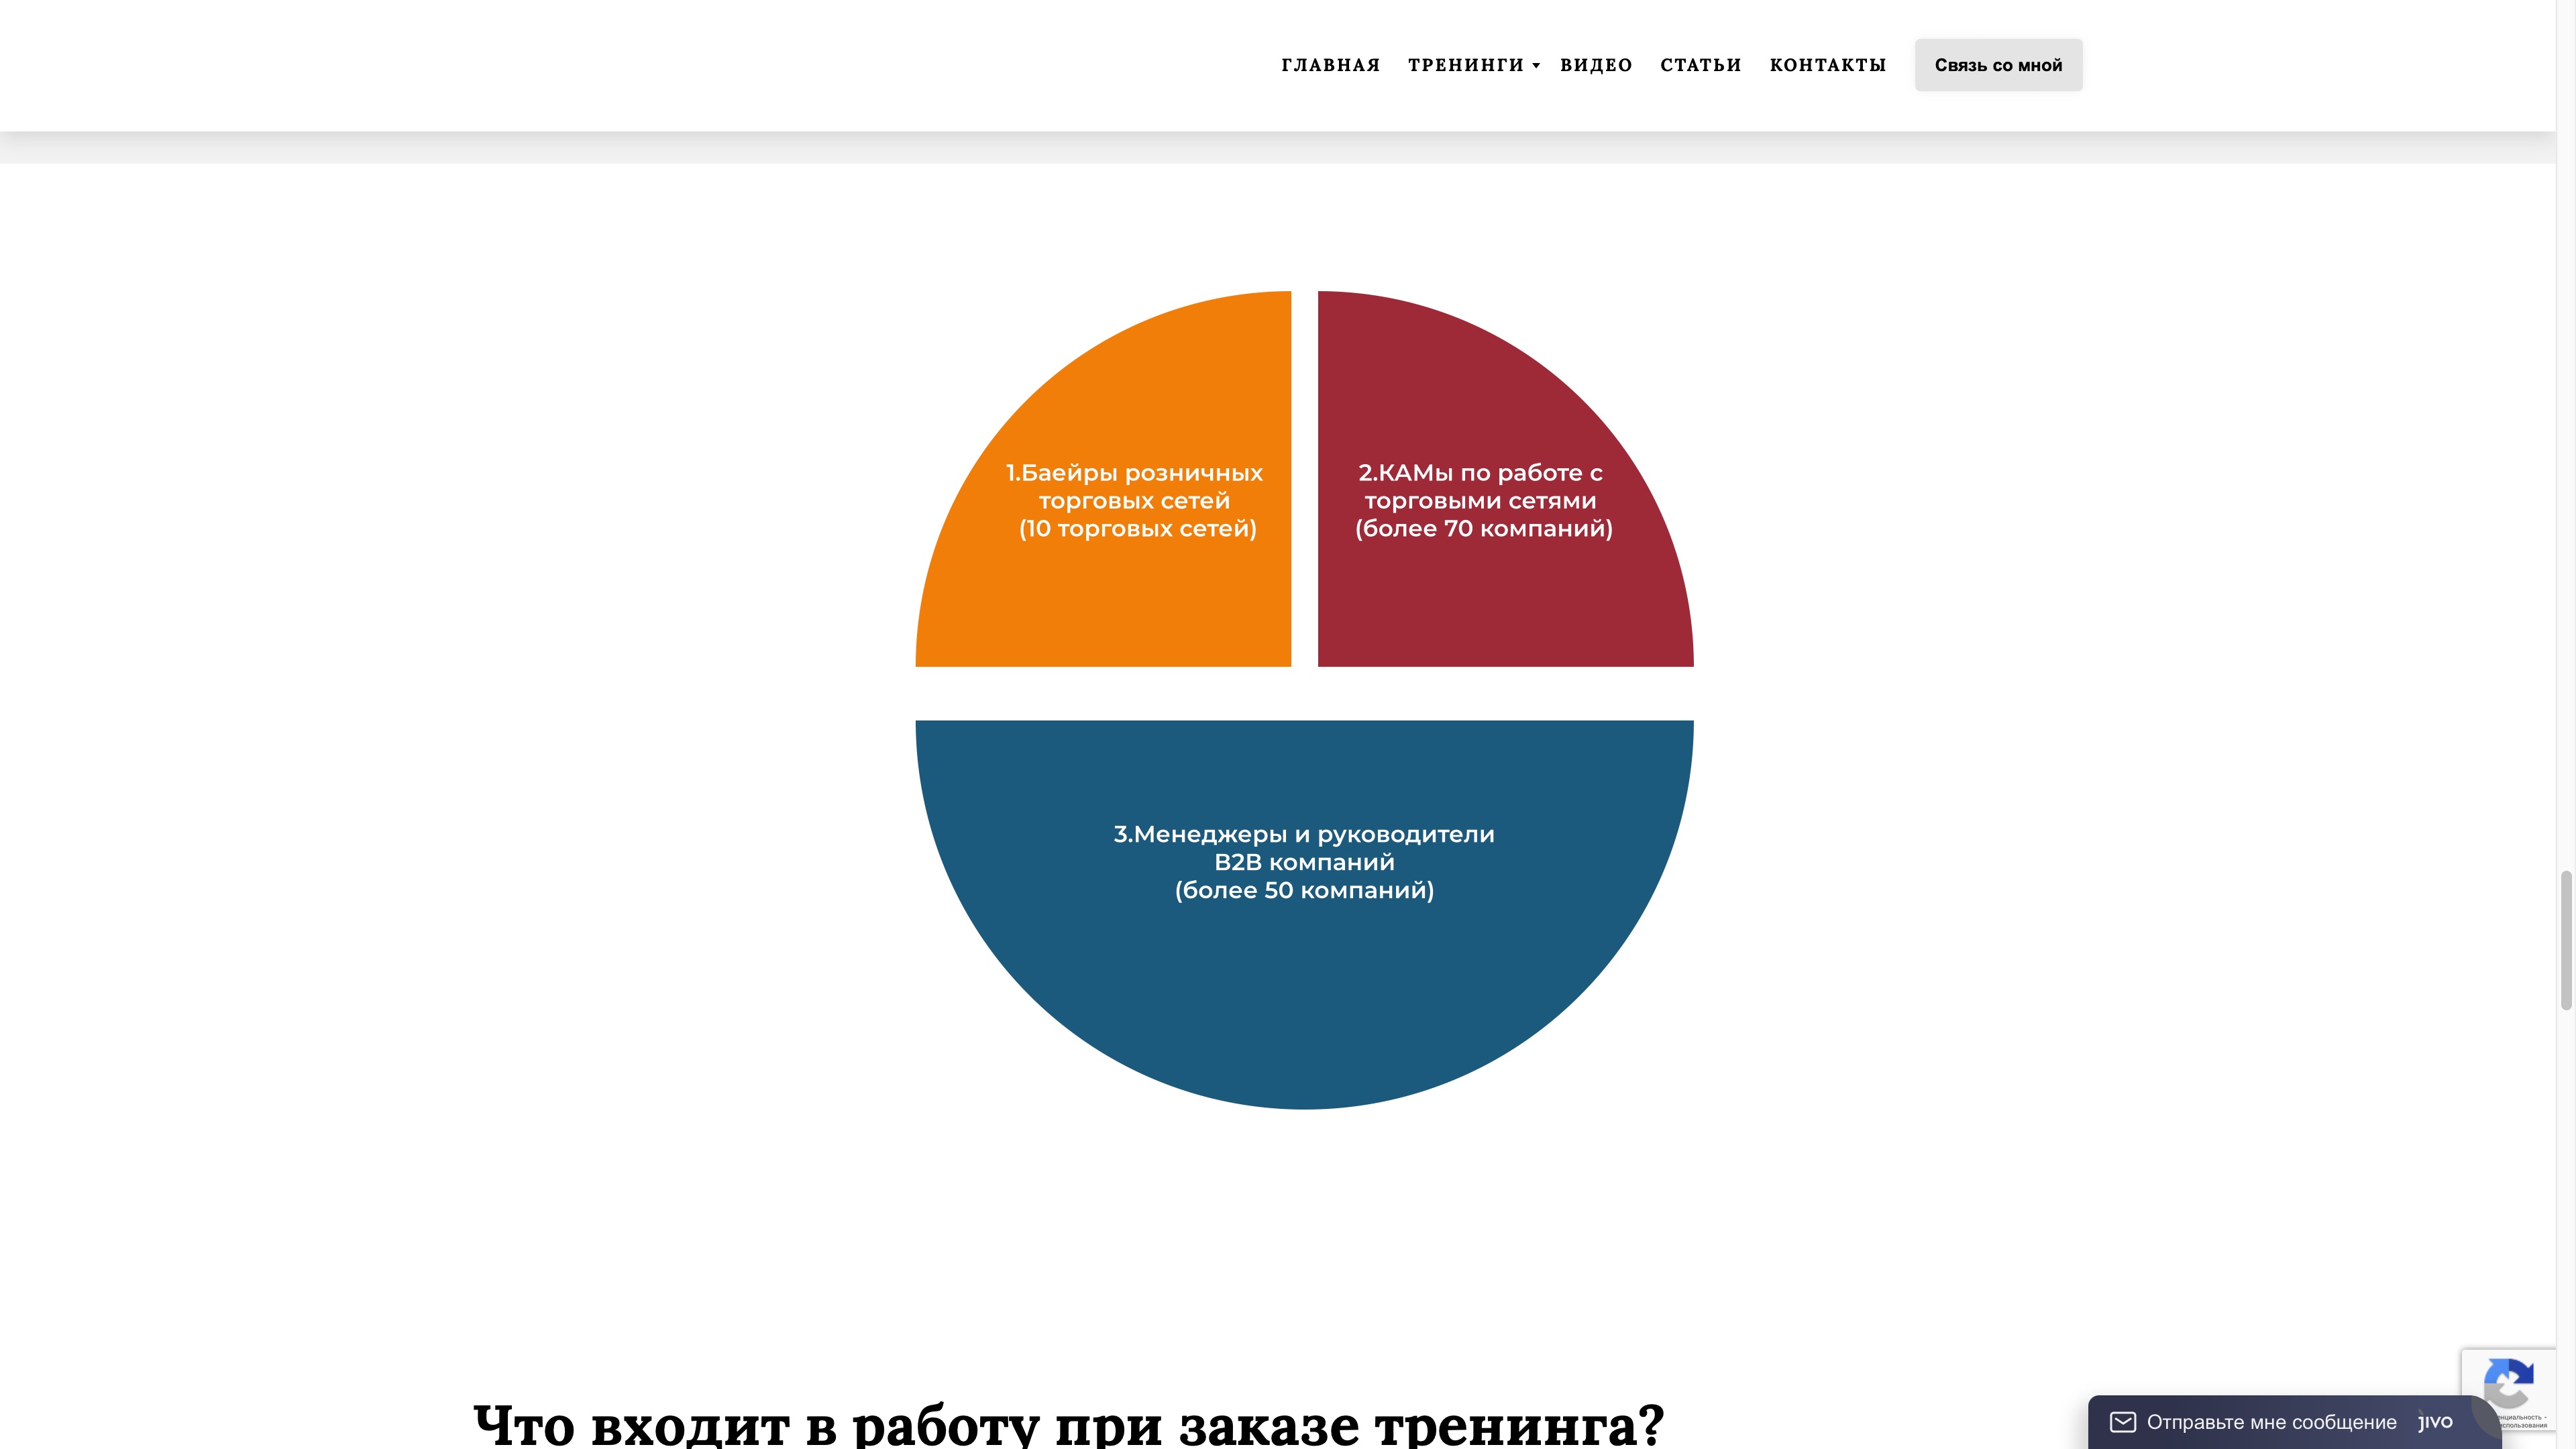 ГЛАВНАЯ ТРЕНИНГИ ВИДЕО СТАТЬИ КОНТАКТЫ Связь со мной
1.Баейры розничных
торговых сетей
(10 торговых сетей)
2.КАМы по работе с
торговыми сетями
(более 70 компаний)
3.Менеджеры и руководители
B2B компаний
(более 50 компаний)
Что входит в работу при заказе тренинга?
Отправьте мне сообщение jivo